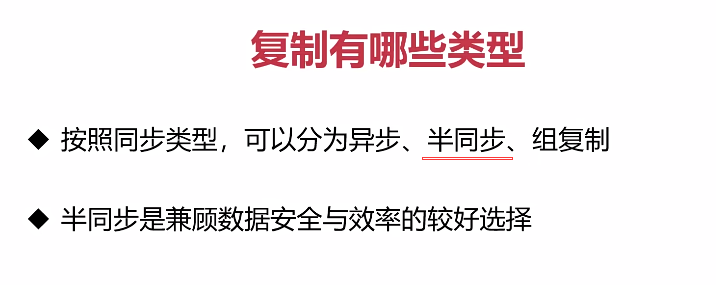 复制有哪些类型
◆ 按照同步类型，可以分为异步、半同步、组复制
◆ 半同步是兼顾数据安全与效率的较好选择